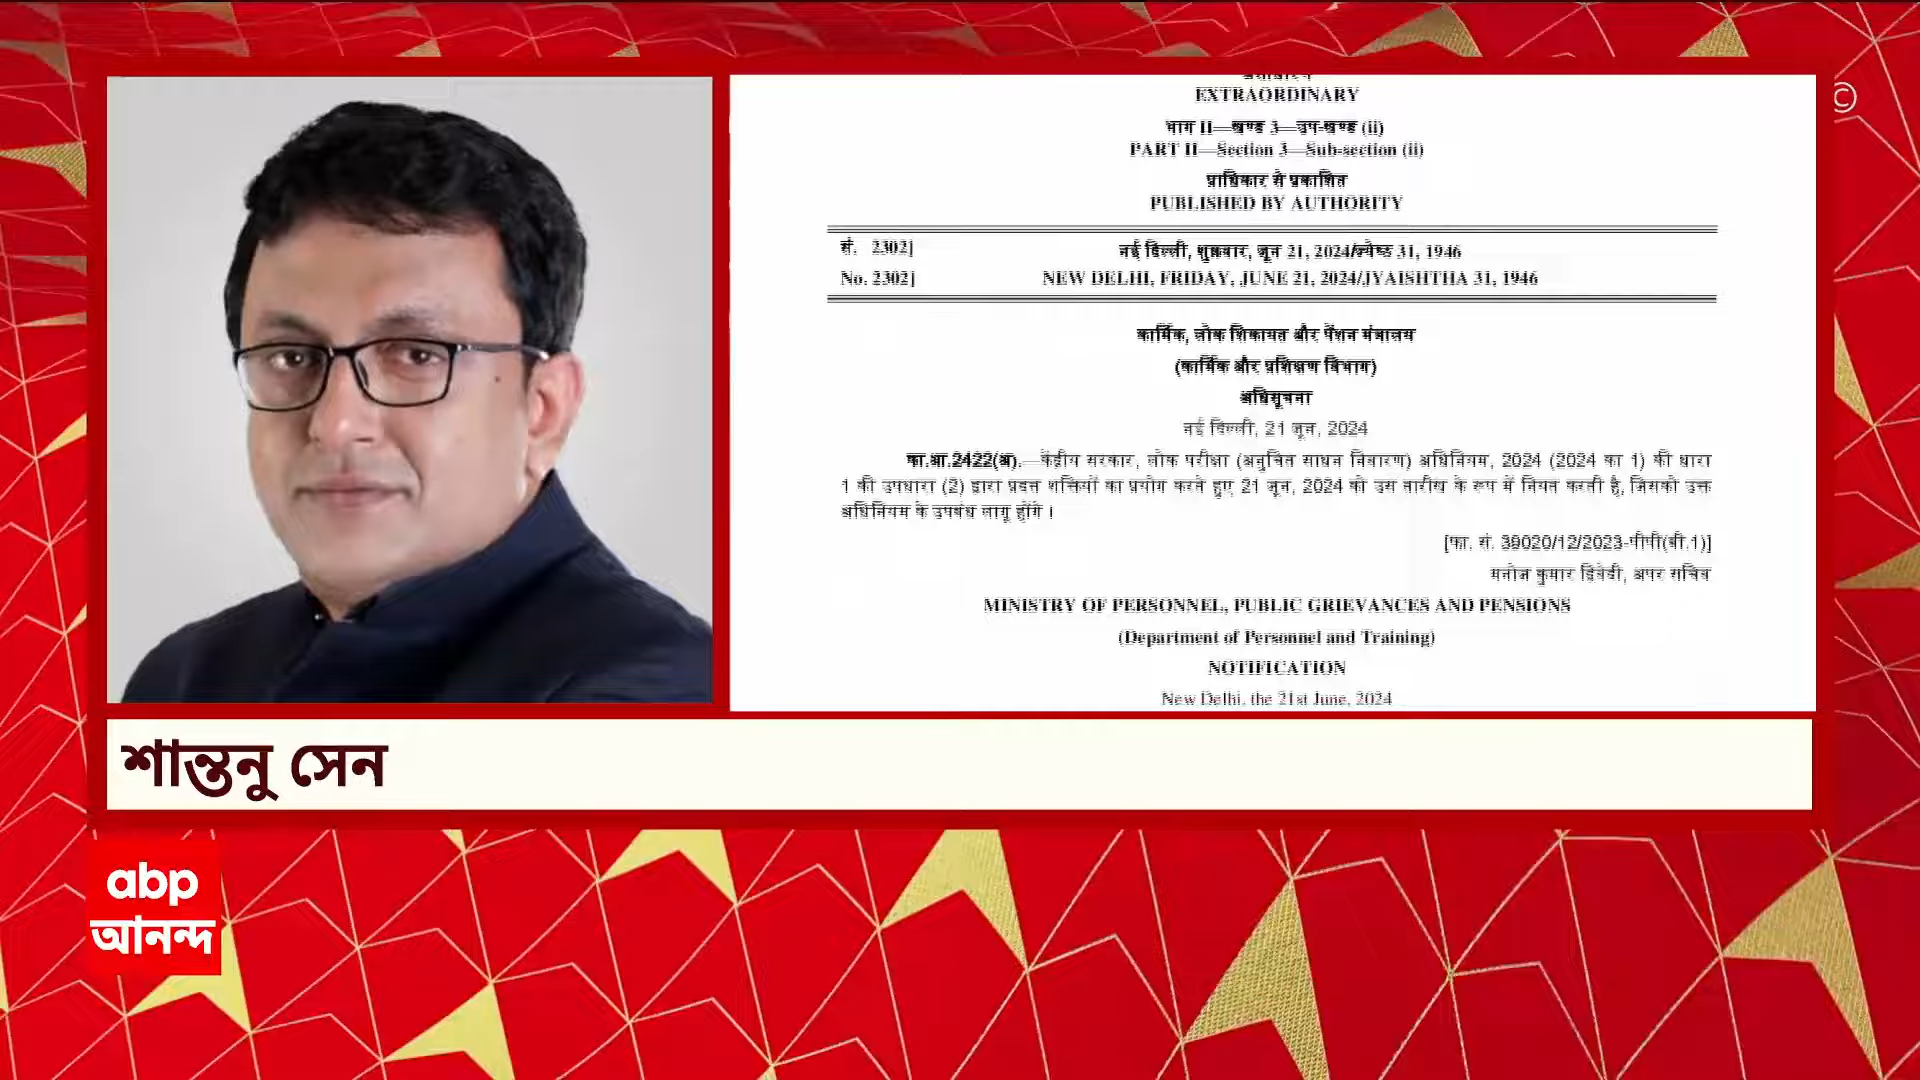 ©
EXTRAORDINARY
भाग II—खण्ड 3—उप-खण्ड (ii)
PART II—Section 3—Sub-section (ii)
प्राधिकार से प्रकाशित
PUBLISHED BY AUTHORITY
सं. 2302]
नई दिल्ली, शुक्रवार, जून 21, 2024/ज्येष्ठ 31, 1946
No. 2302]
NEW DELHI, FRIDAY, JUNE 21, 2024/JYAISHTHA 31, 1946
कार्मिक, लोक शिकायत और पेंशन मंत्रालय
(कार्मिक और प्रशिक्षण विभाग)
अधिसूचना
नई दिल्ली, 21 जून, 2024
का.आ.2422(अ).—केंद्रीय सरकार, लोक परीक्षा (अनुचित साधन निवारण) अधिनियम, 2024 (2024 का 1) की धारा
1 की उपधारा (2) द्वारा प्रदत्त शक्तियों का प्रयोग करते हुए 21 जून, 2024 को उस तारीख के रूप में नियत करती है, जिसको उक्त
अधिनियम के उपबंध लागू होंगे ।
[फा. सं. 39020/12/2023-पीपी(बी.1)]
मनोज कुमार द्विवेदी, अपर सचिव
MINISTRY OF PERSONNEL, PUBLIC GRIEVANCES AND PENSIONS
(Department of Personnel and Training)
NOTIFICATION
New Delhi, the 21st June, 2024
শান্তনু সেন
abp
আনন্দ